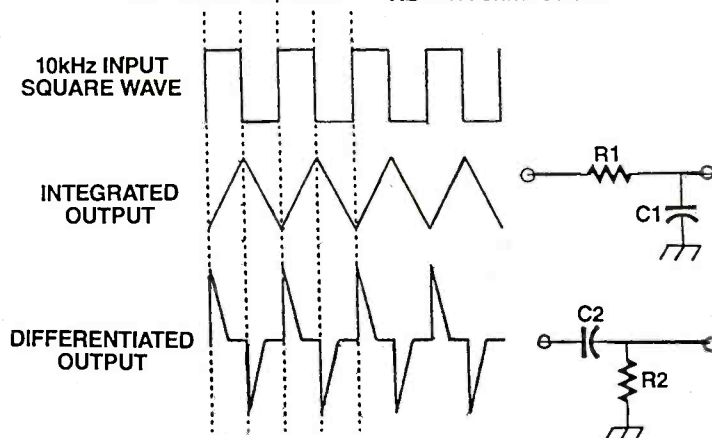 10kHz INPUT
SQUARE WAVE
INTEGRATED
OUTPUT
R1
C1
DIFFERENTIATED
OUTPUT
C2
R2